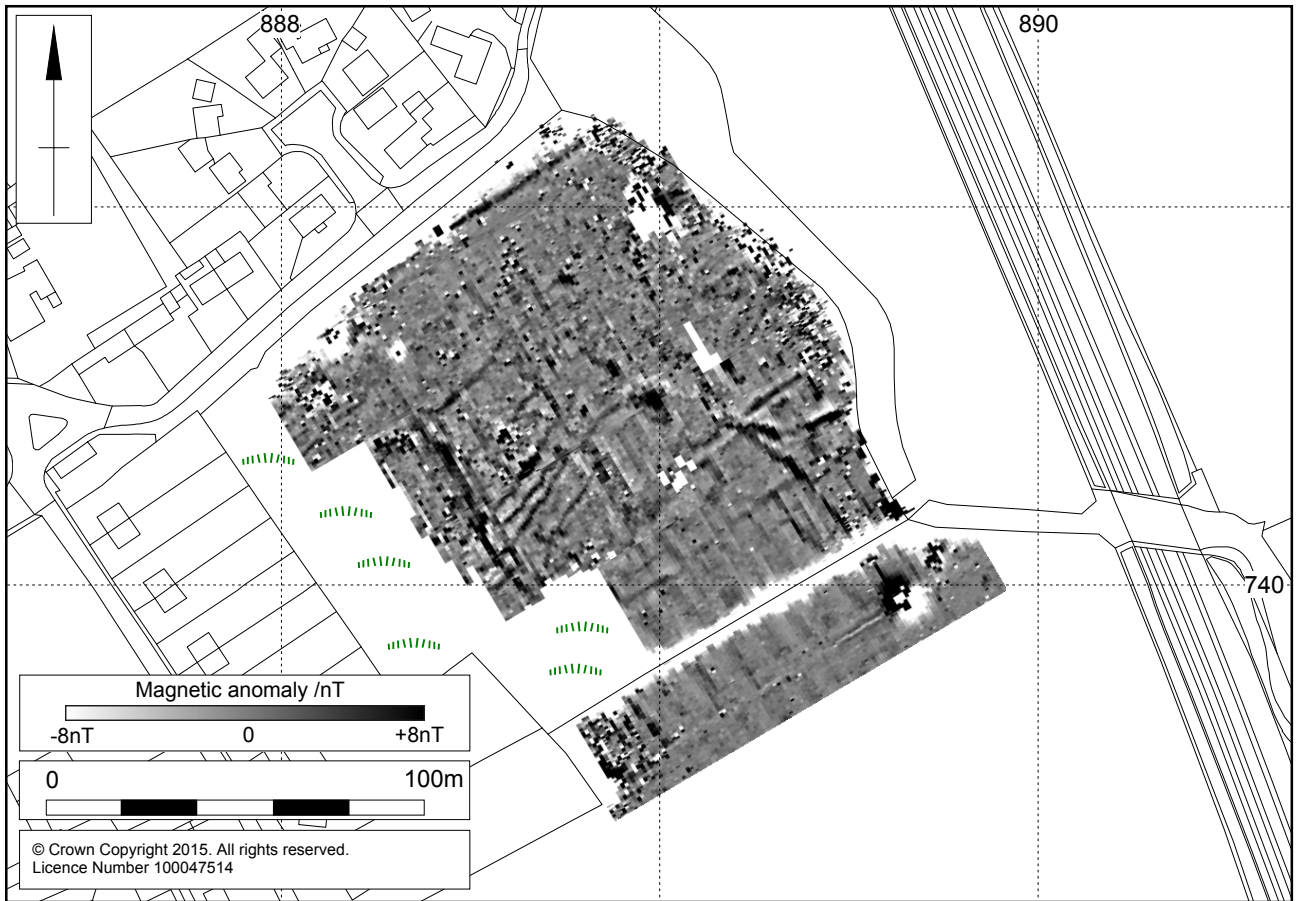 888
890
740
Magnetic anomaly /nT
-8nT 0 +8nT
0 100m
© Crown Copyright 2015. All rights reserved.
Licence Number 100047514